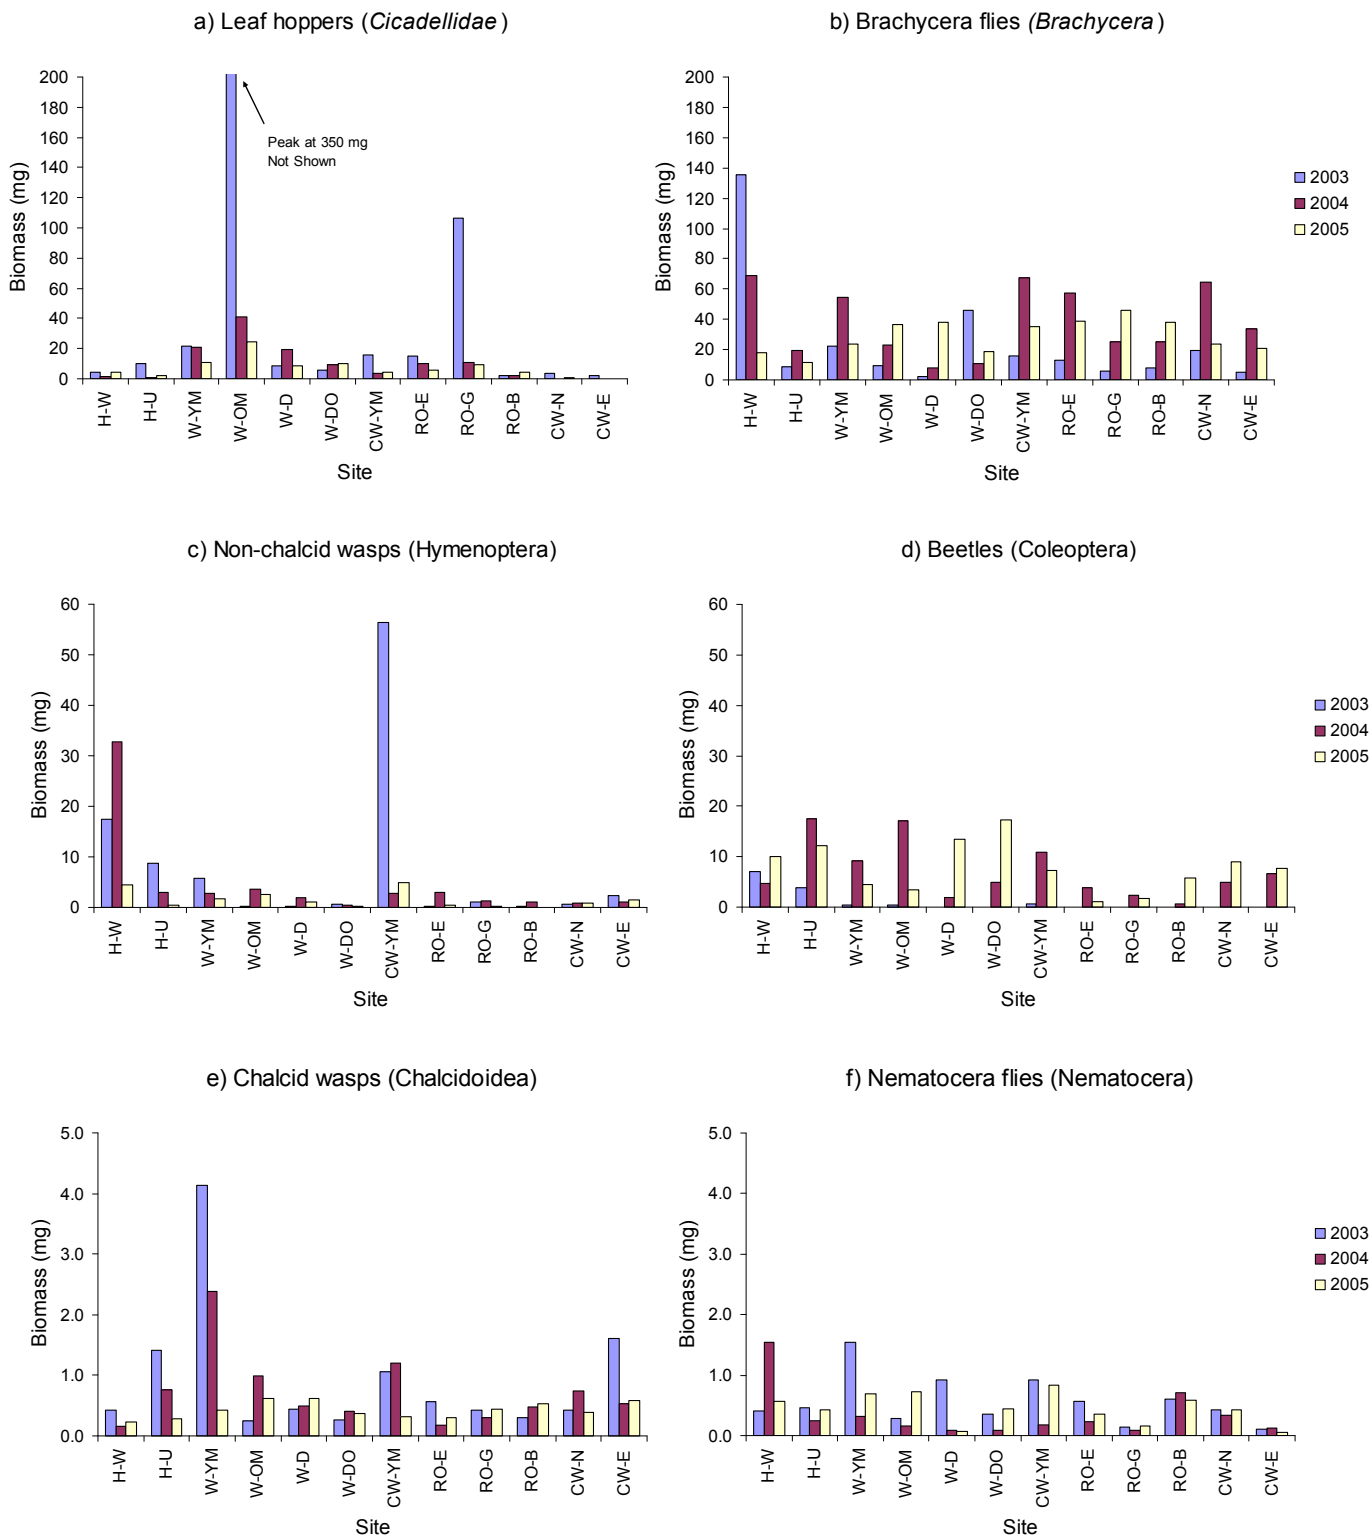 a) Leaf hoppers (Cicadellidae)
200
180
160
140
120
100
80
60
40
20
0
Biomass (mg)
Peak at 350 mg
Not Shown
H-W
H-U
W-YM
W-OM
W-D
W-DO
CW-YM
RO-E
RO-G
RO-B
CW-N
CW-E
Site
b) Brachycera flies (Brachycera)
200
180
160
140
120
100
80
60
40
20
0
Biomass (mg)
H-W
H-U
W-YM
W-OM
W-D
W-DO
CW-YM
RO-E
RO-G
RO-B
CW-N
CW-E
Site
2003
2004
2005
c) Non-chalcid wasps (Hymenoptera)
60
50
40
30
20
10
0
Biomass (mg)
H-W
H-U
W-YM
W-OM
W-D
W-DO
CW-YM
RO-E
RO-G
RO-B
CW-N
CW-E
Site
d) Beetles (Coleoptera)
60
50
40
30
20
10
0
Biomass (mg)
H-W
H-U
W-YM
W-OM
W-D
W-DO
CW-YM
RO-E
RO-G
RO-B
CW-N
CW-E
Site
2003
2004
2005
e) Chalcid wasps (Chalcidoidea)
5.0
4.0
3.0
2.0
1.0
0.0
Biomass (mg)
H-W
H-U
W-YM
W-OM
W-D
W-DO
CW-YM
RO-E
RO-G
RO-B
CW-N
CW-E
Site
f) Nematocera flies (Nematocera)
5.0
4.0
3.0
2.0
1.0
0.0
Biomass (mg)
H-W
H-U
W-YM
W-OM
W-D
W-DO
CW-YM
RO-E
RO-G
RO-B
CW-N
CW-E
Site
2003
2004
2005